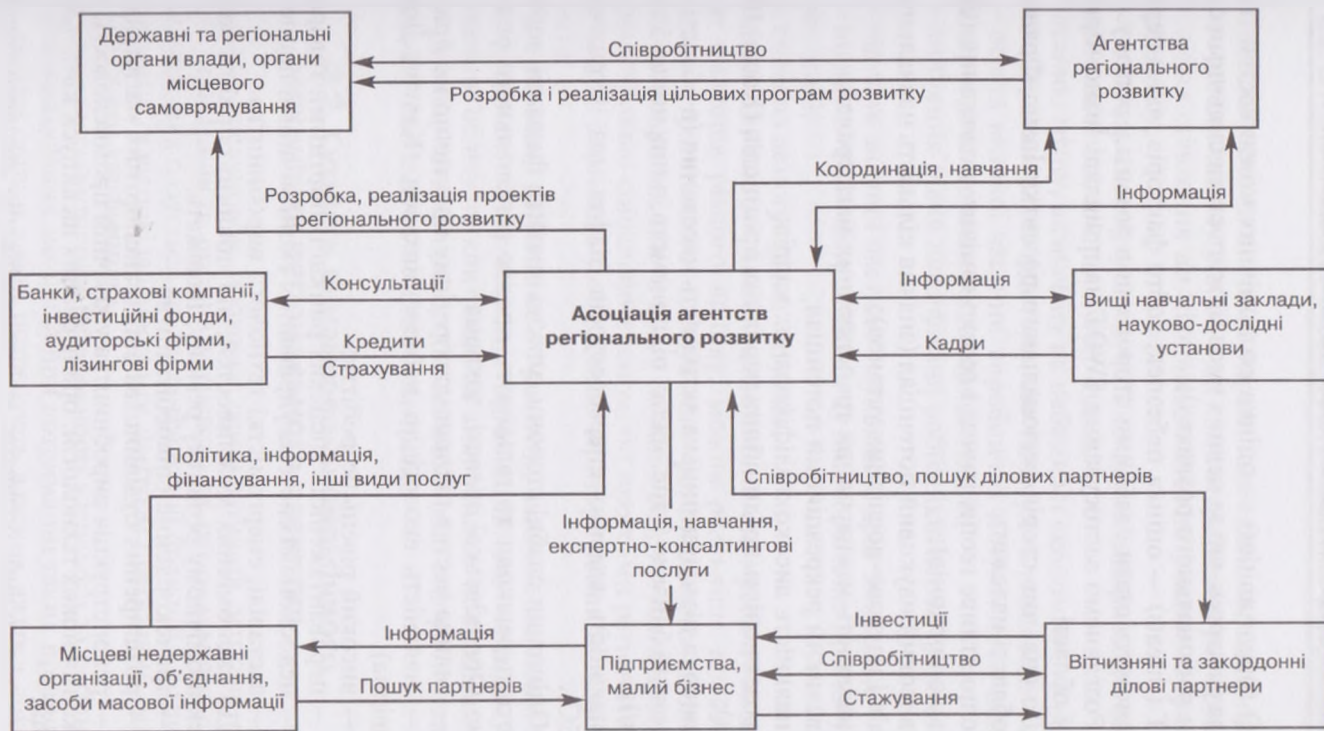 Державні та регіональні
органи влади, органи
місцевого
самоврядування
Співробітництво
Розробка і реалізація цільових програм розвитку
Агентства
регіонального
розвитку
Розробка, реалізація проектів
регіонального розвитку
Координація, навчання
Інформація
Банки, страхові компанії,
інвестиційні фонди,
аудиторські фірми,
лізингові фірми
Консультації
Кредити
Страхування
Асоціація агентств
регіонального розвитку
Інформація
Кадри
Вищі навчальні заклади,
науково-дослідні
установи
Політика, інформація,
фінансування, інші види послуг
Інформація, навчання,
експертно-консалтингові
послуги
Співробітництво, пошук ділових партнерів
Місцеві недержавні
організації, об'єднання,
засоби масової інформації
Інформація
Пошук партнерів
Підприємства,
малий бізнес
Інвестиції
Співробітництво
Стажування
Вітчизняні та закордонні
ділові партнери